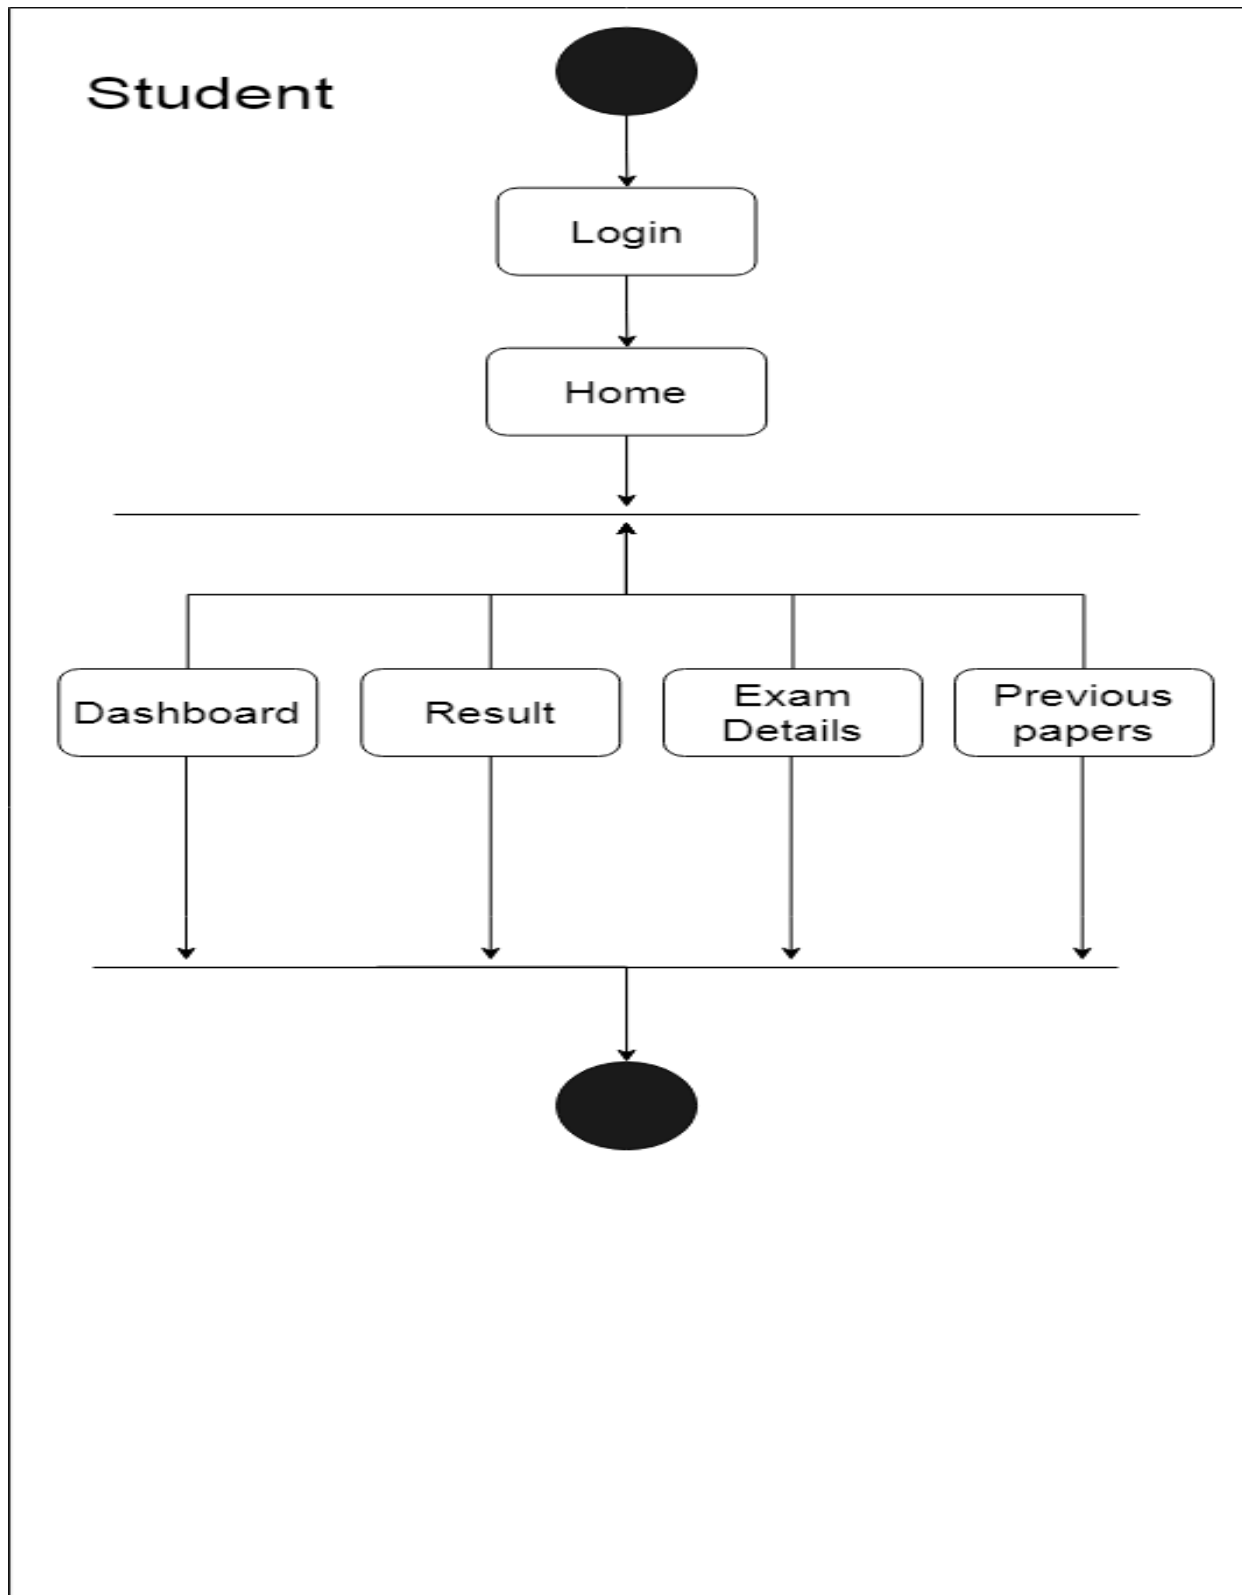 Student
Login
Home
Dashboard
Result
Exam
Details
Previous
papers